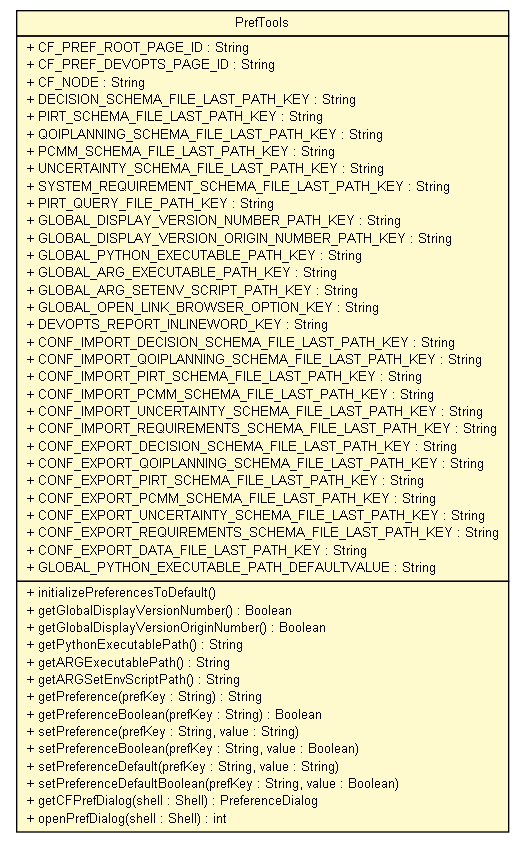 PrefTools
+ CF_PREF_ROOT_PAGE_ID : String
+ CF_PREF_DEVOPTS_PAGE_ID : String
+ CF_NODE : String
+ DECISION_SCHEMA_FILE_LAST_PATH_KEY : String
+ PIRT_SCHEMA_FILE_LAST_PATH_KEY : String
+ QOIPLANNING_SCHEMA_FILE_LAST_PATH_KEY : String
+ PCMM_SCHEMA_FILE_LAST_PATH_KEY : String
+ UNCERTAINTY_SCHEMA_FILE_LAST_PATH_KEY : String
+ SYSTEM_REQUIREMENT_SCHEMA_FILE_LAST_PATH_KEY : String
+ PIRT_QUERY_FILE_PATH_KEY : String
+ GLOBAL_DISPLAY_VERSION_NUMBER_PATH_KEY : String
+ GLOBAL_DISPLAY_VERSION_ORIGIN_NUMBER_PATH_KEY : String
+ GLOBAL_PYTHON_EXECUTABLE_PATH_KEY : String
+ GLOBAL_ARG_EXECUTABLE_PATH_KEY : String
+ GLOBAL_ARG_SETENV_SCRIPT_PATH_KEY : String
+ GLOBAL_OPEN_LINK_BROWSER_OPTION_KEY : String
+ DEVOPTS_REPORT_INLINEWORD_KEY : String
+ CONF_IMPORT_DECISION_SCHEMA_FILE_LAST_PATH_KEY : String
+ CONF_IMPORT_QOIPLANNING_SCHEMA_FILE_LAST_PATH_KEY : String
+ CONF_IMPORT_PIRT_SCHEMA_FILE_LAST_PATH_KEY : String
+ CONF_IMPORT_PCMM_SCHEMA_FILE_LAST_PATH_KEY : String
+ CONF_IMPORT_UNCERTAINTY_SCHEMA_FILE_LAST_PATH_KEY : String
+ CONF_IMPORT_REQUIREMENTS_SCHEMA_FILE_LAST_PATH_KEY : String
+ CONF_EXPORT_DECISION_SCHEMA_FILE_LAST_PATH_KEY : String
+ CONF_EXPORT_QOIPLANNING_SCHEMA_FILE_LAST_PATH_KEY : String
+ CONF_EXPORT_PIRT_SCHEMA_FILE_LAST_PATH_KEY : String
+ CONF_EXPORT_PCMM_SCHEMA_FILE_LAST_PATH_KEY : String
+ CONF_EXPORT_UNCERTAINTY_SCHEMA_FILE_LAST_PATH_KEY : String
+ CONF_EXPORT_REQUIREMENTS_SCHEMA_FILE_LAST_PATH_KEY : String
+ CONF_EXPORT_DATA_FILE_LAST_PATH_KEY : String
+ GLOBAL_PYTHON_EXECUTABLE_PATH_DEFAULTVALUE : String
+ initializePreferencesToDefault()
+ getGlobalDisplayVersionNumber() : Boolean
+ getGlobalDisplayVersionOriginNumber() : Boolean
+ getPythonExecutablePath() : String
+ getARGExecutablePath() : String
+ getARGSetEnvScriptPath() : String
+ getPreference(prefKey : String) : String
+ getPreferenceBoolean(prefKey : String) : Boolean
+ setPreference(prefKey : String, value : String)
+ setPreferenceBoolean(prefKey : String, value : Boolean)
+ setPreferenceDefault(prefKey : String, value : String)
+ setPreferenceDefaultBoolean(prefKey : String, value : Boolean)
+ getCFPrefDialog(shell : Shell) : PreferenceDialog
+ openPrefDialog(shell : Shell) : int